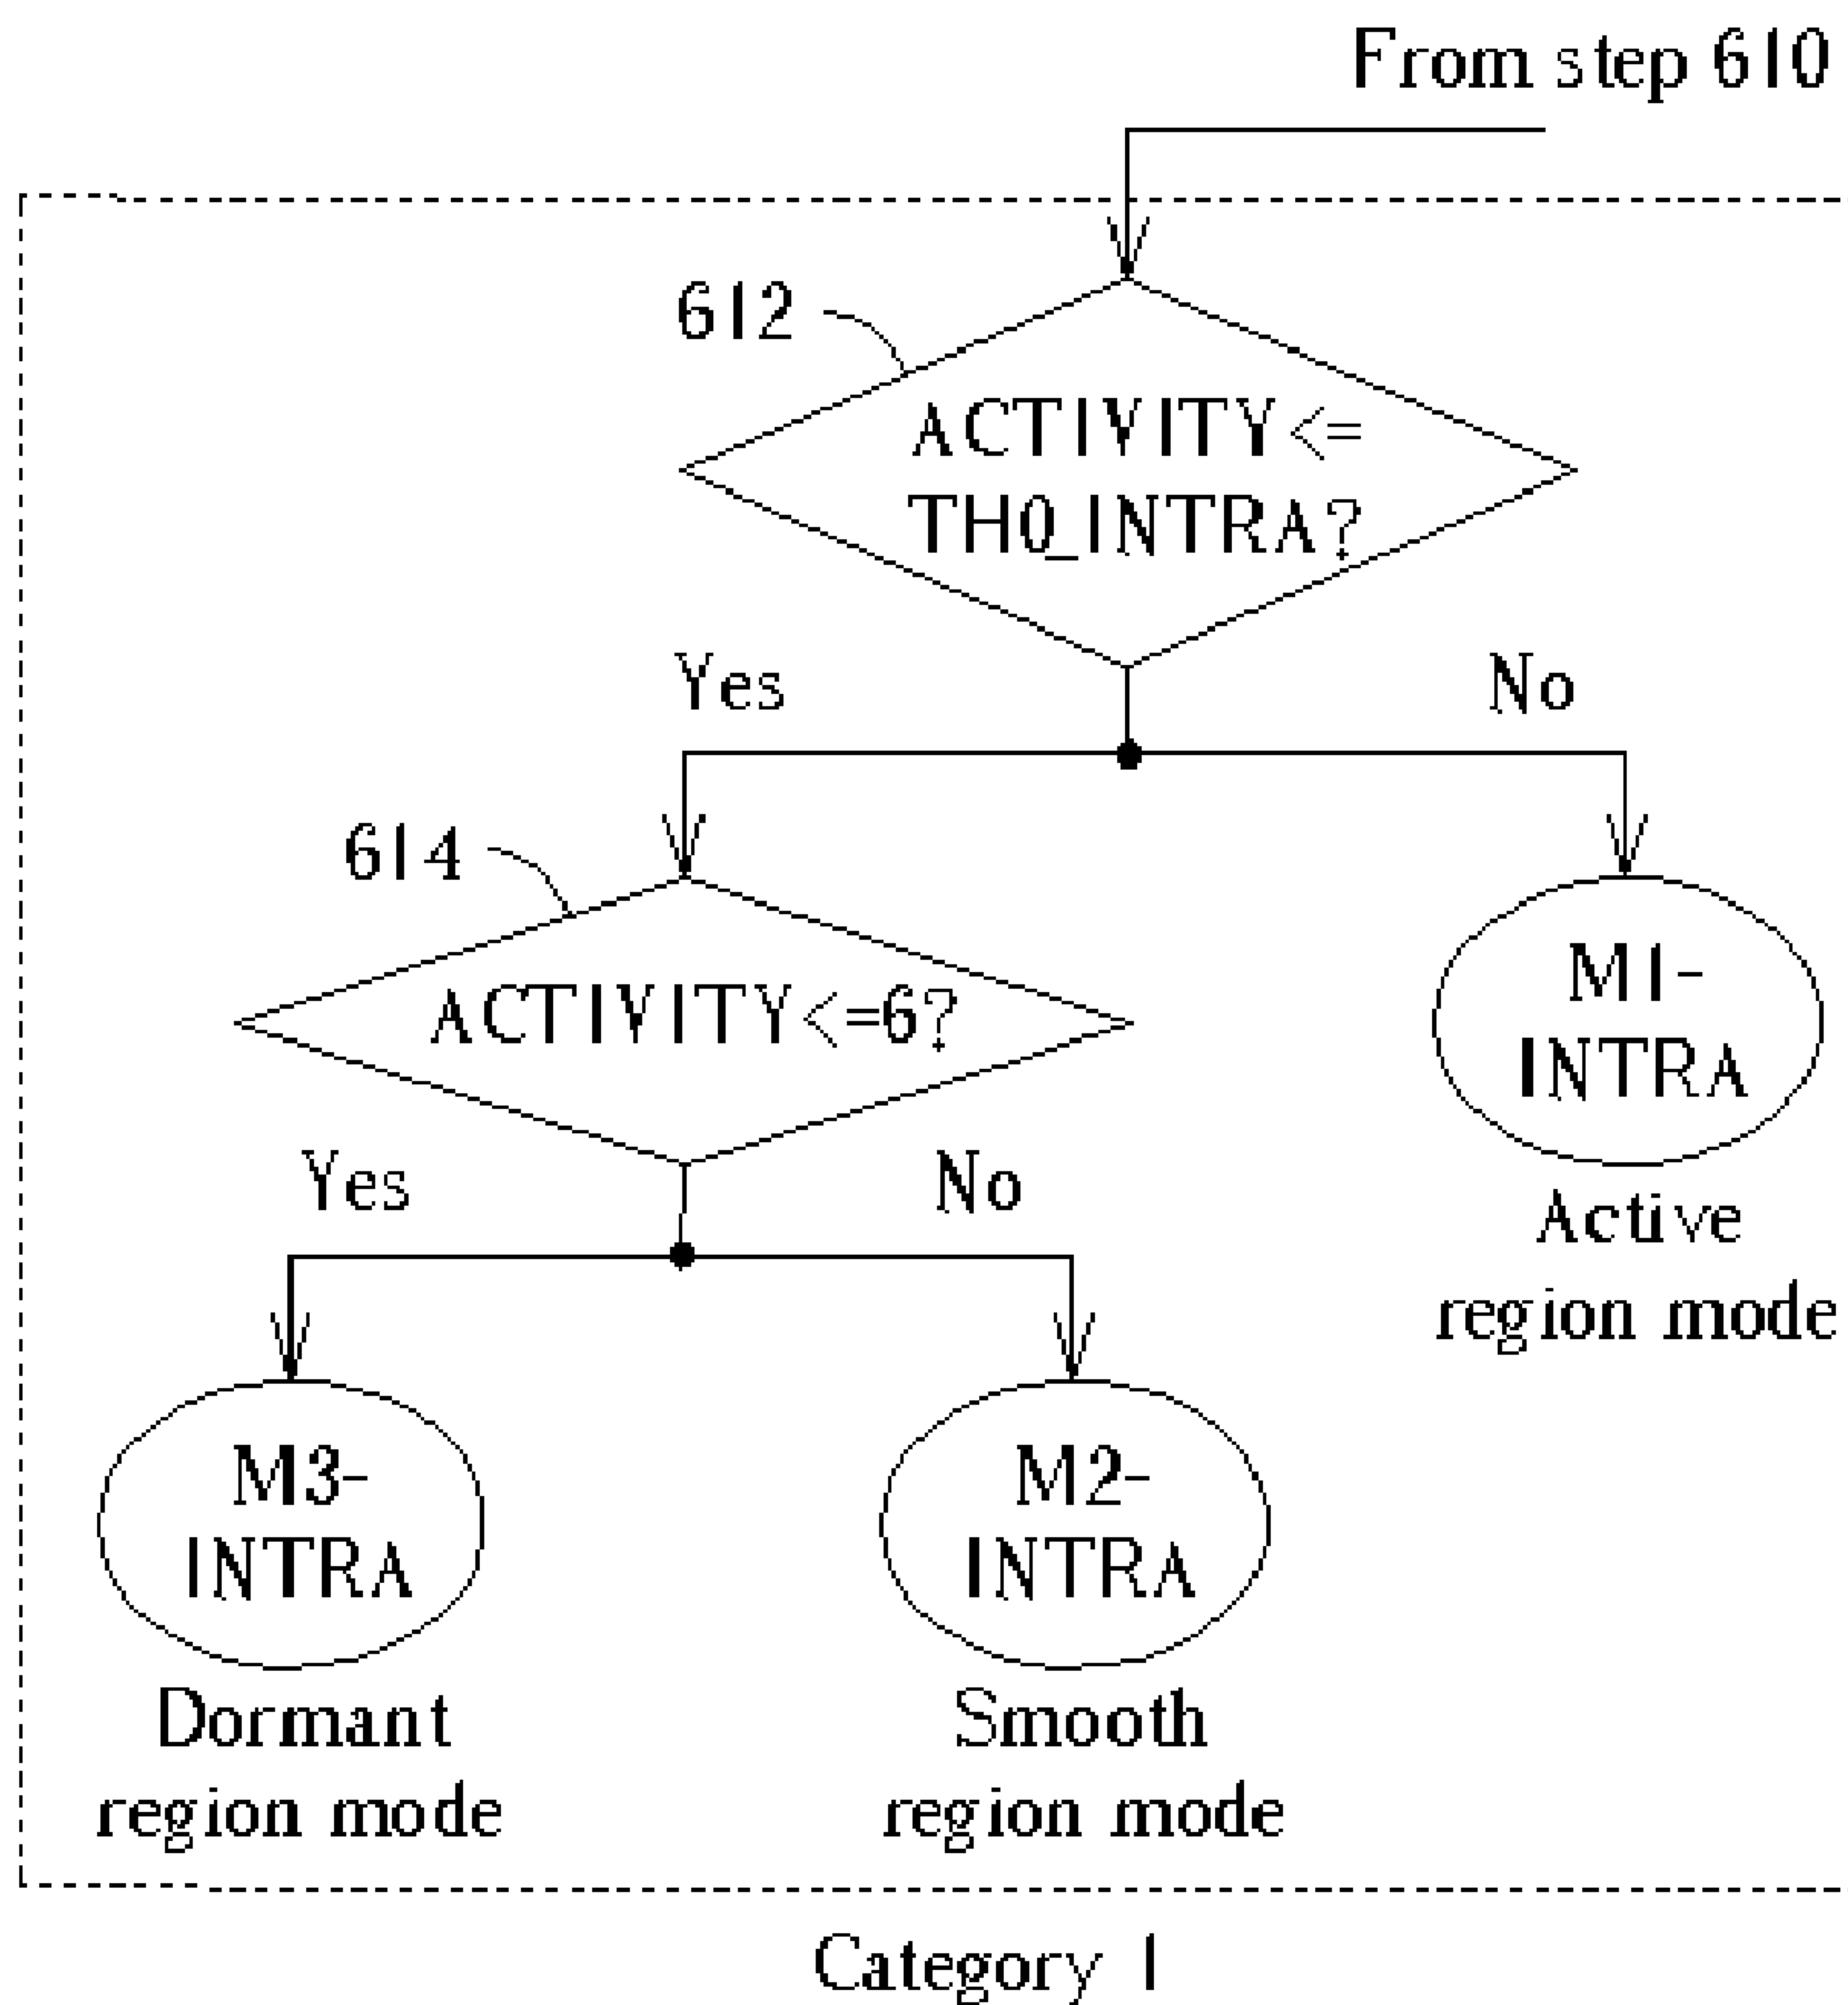 From step 610
612
ACTIVITY<=
TH0_INTRA?
Yes
No
614
ACTIVITY<=6?
M1-
INTRA
Yes
No
Active
region mode
M3-
INTRA
M2-
INTRA
Dormant
region mode
Smooth
region mode
Category 1